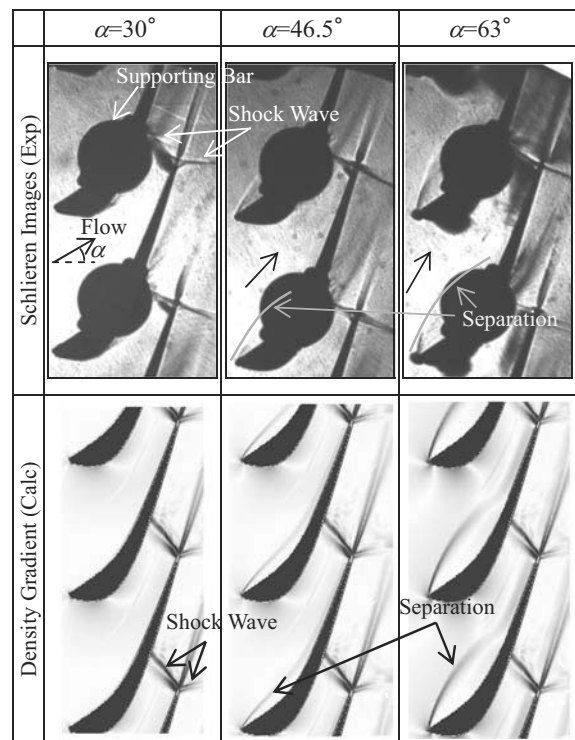 α=30°
α=46.5°
α=63°
Schlieren Images (Exp)
Supporting Bar
Shock Wave
Flow
α
Separation
Density Gradient (Calc)
Shock Wave
Separation